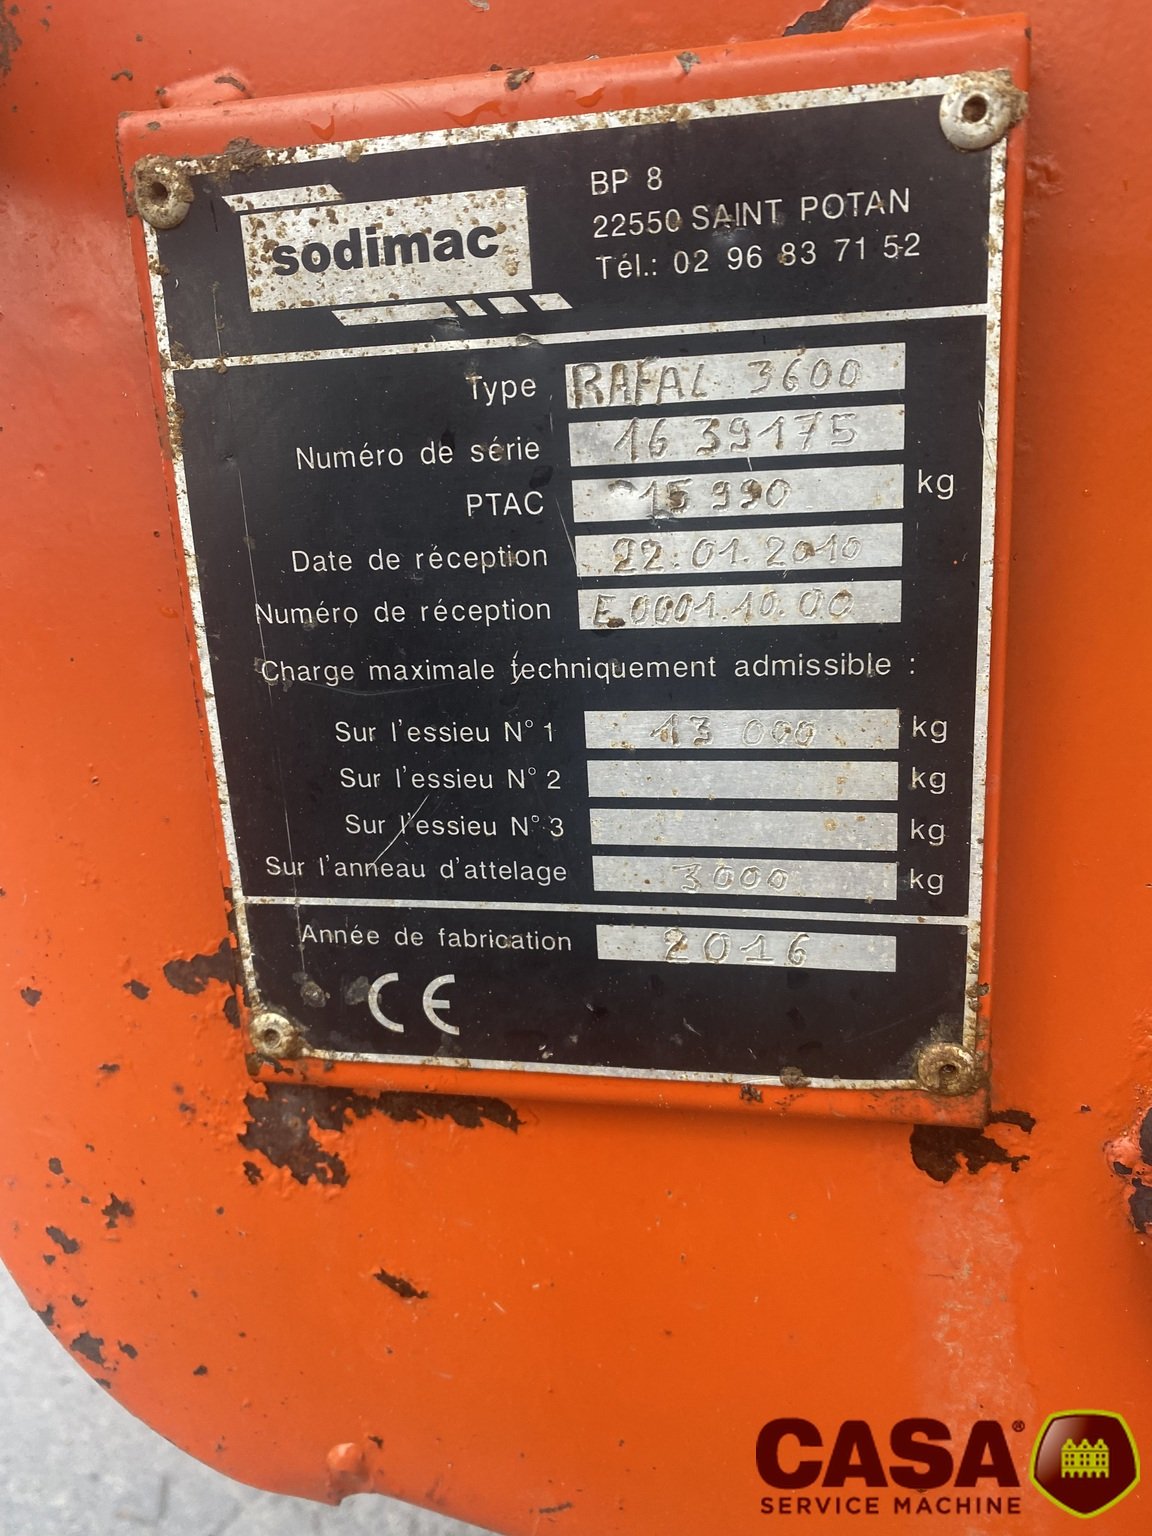 sodimac
BP 8
22550 SAINT POTAN
Tél.: 02 96 83 71 52
Type RAFAL 3600
Numéro de série 16 39175
PTAC 15 990 kg
Date de réception 22.01.2010
Numéro de réception E 0001.10.00
Charge maximale techniquement admissible :
Sur l'essieu N° 1 13 000 kg
Sur l'essieu N° 2 kg
Sur l'essieu N° 3 kg
Sur l'anneau d'attelage 3000 kg
Année de fabrication 2016
CE
CASA®
SERVICE MACHINE